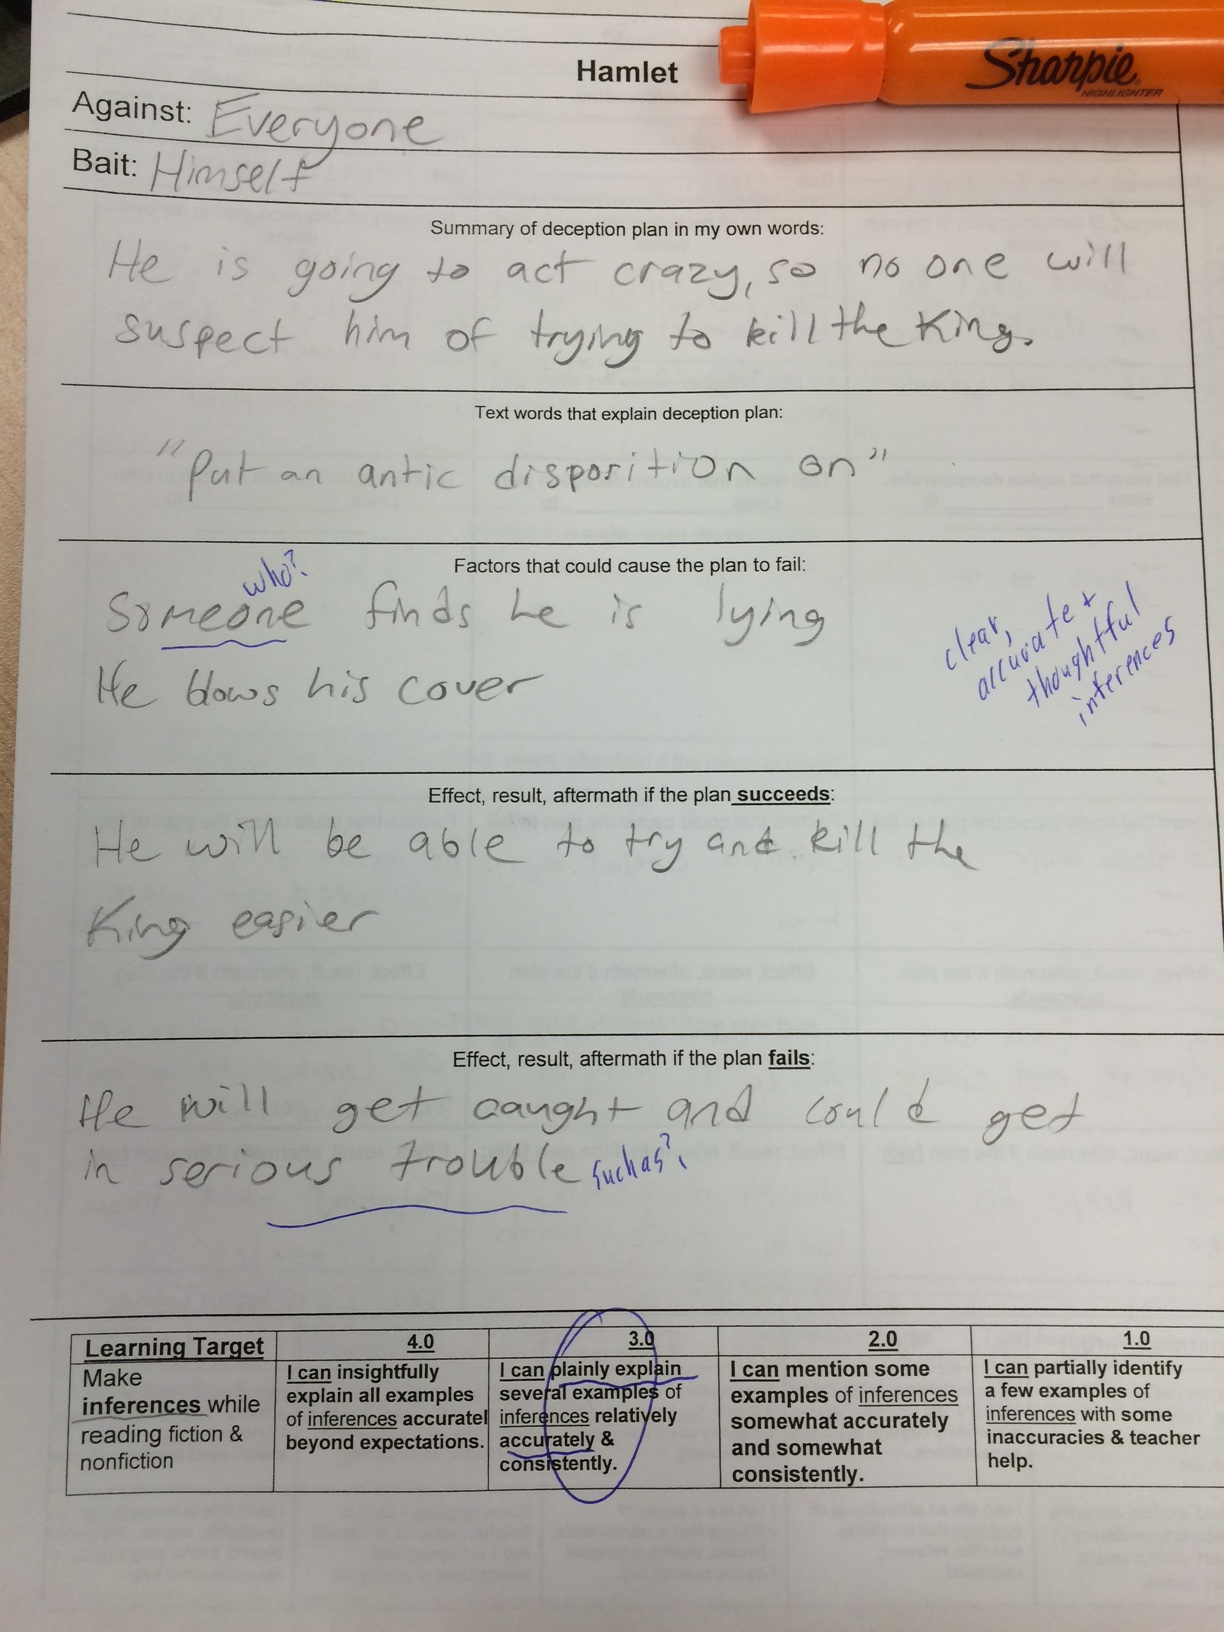 Hamlet
Sharpie
HIGHLIGHTER
Against: Everyone
Bait: Himself
Summary of deception plan in my own words:
He is going to act crazy, so no one will
suspect him of trying to kill the King.
Text words that explain deception plan:
"Put an antic disposition on"
Factors that could cause the plan to fail:
who?
Someone finds he is lying
He blows his cover
clear,
accurate +
thoughtful
inferences
Effect, result, aftermath if the plan succeeds:
He will be able to try and kill the
King easier
Effect, result, aftermath if the plan fails:
He will get caught and could get
in serious trouble such as?
Learning Target
Make
inferences while
reading fiction &
nonfiction
4.0
I can insightfully
explain all examples
of inferences accuratel
beyond expectations.
3.0
I can plainly explain
several examples of
inferences relatively
accurately &
consistently.
2.0
I can mention some
examples of inferences
somewhat accurately
and somewhat
consistently.
1.0
I can partially identify
a few examples of
inferences with some
inaccuracies & teacher
help.